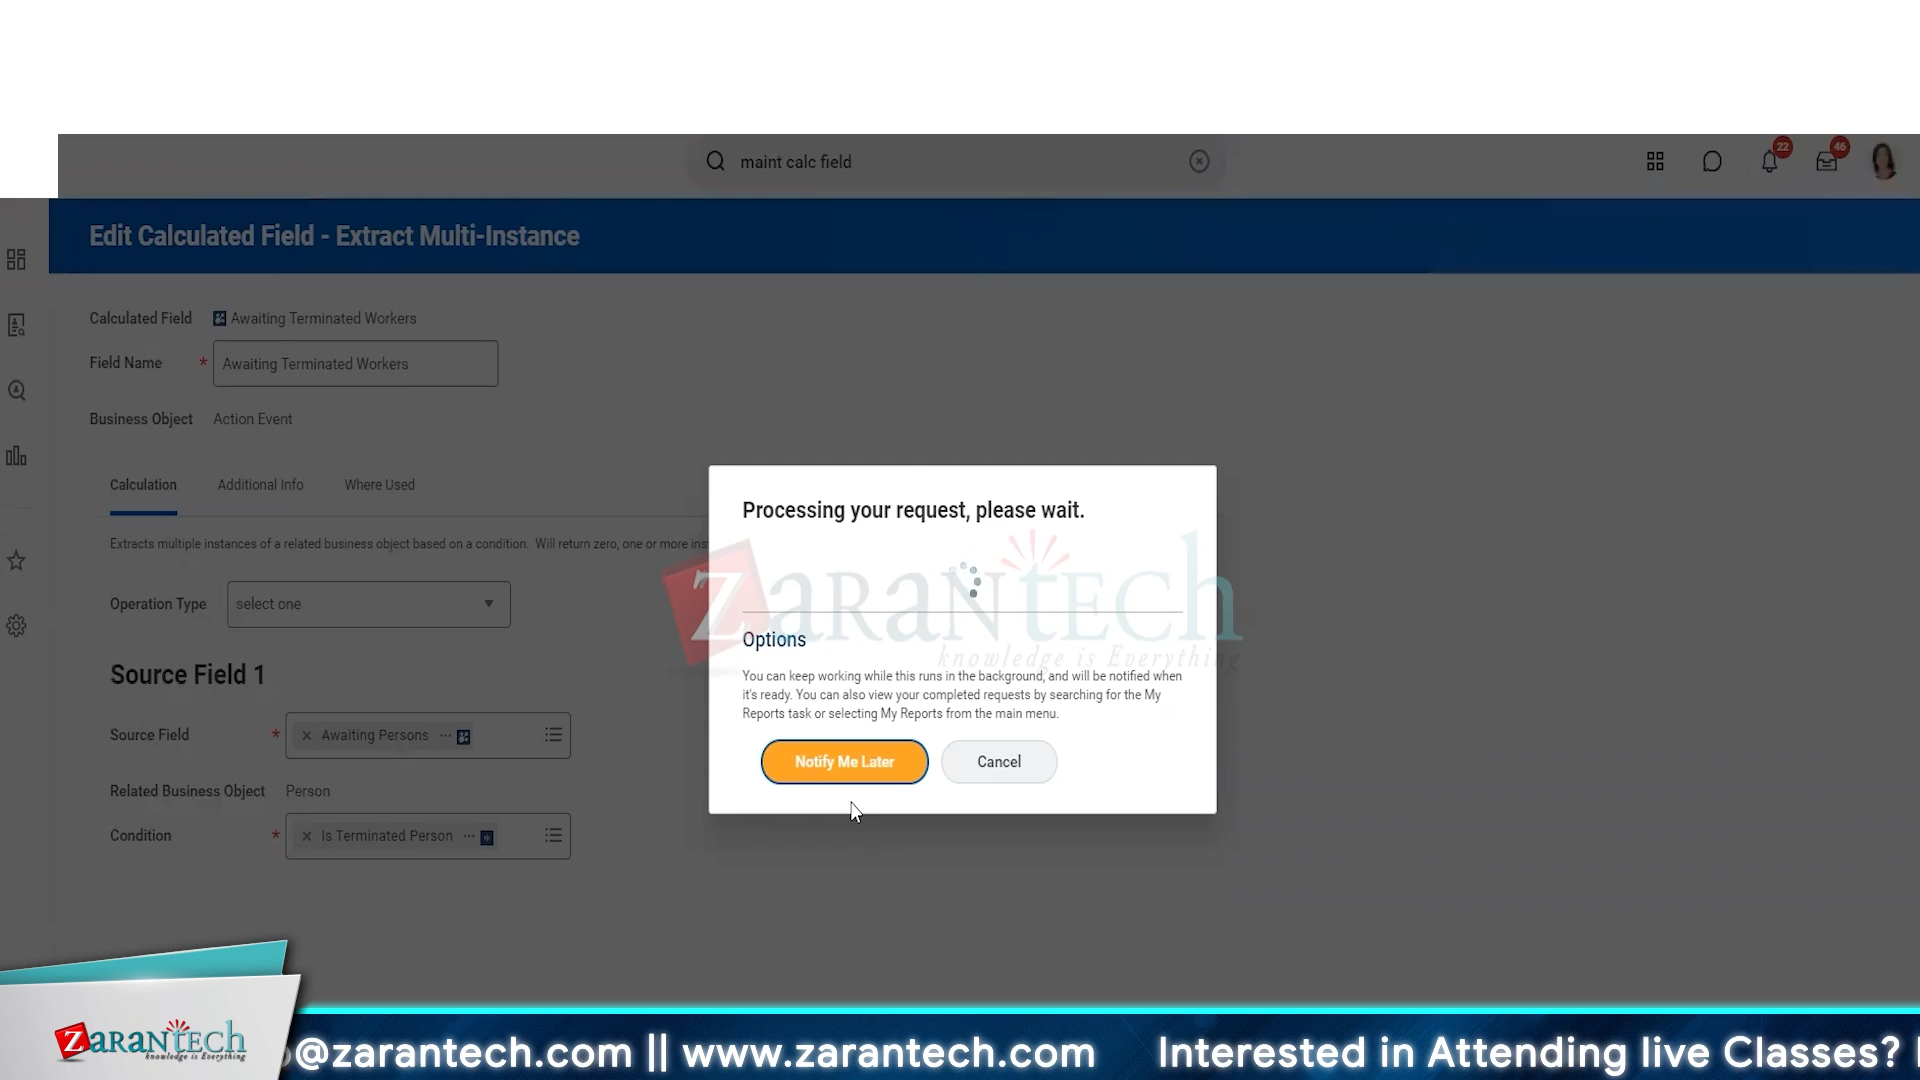 maint calc field
22
46
Edit Calculated Field - Extract Multi-Instance
Calculated Field Awaiting Terminated Workers
Field Name * Awaiting Terminated Workers
Business Object Action Event
Calculation Additional Info Where Used
Extracts multiple instances of a related business object based on a condition. Will return zero, one or more
Operation Type select one
Source Field 1
Source Field * Awaiting Persons
Related Business Object Person
Condition * Is Terminated Person
Processing your request, please wait.
ZaranTech
knowledge is Everything
Options
You can keep working while this runs in the background, and will be notified when
it's ready. You can also view your completed requests by searching for the My
Reports task or selecting My Reports from the main menu.
Notify Me Later Cancel
ZaranTech
knowledge is Everything
@zarantech.com || www.zarantech.com Interested in Attending live Classes?